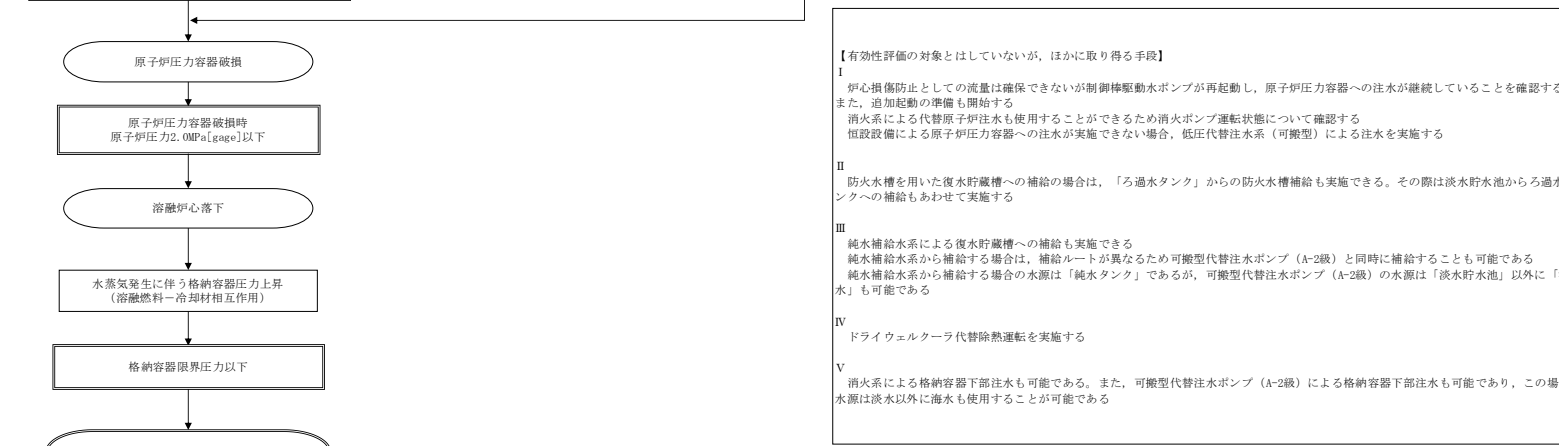 原子炉圧力容器破損
原子炉圧力容器破損時
原子炉圧力2.0MPa[gage]以下
溶融炉心落下
水蒸気発生に伴う格納容器圧力上昇
(溶融燃料－冷却材相互作用)
格納容器限界圧力以下
【有効性評価の対象とはしていないが，ほかに取り得る手段】
Ⅰ
炉心損傷防止としての流量は確保できないが制御棒駆動水ポンプが再起動し，原子炉圧力容器への注水が継続していることを確認する
また，追加起動の準備も開始する
消火系による代替原子炉注水も使用することができるため消火ポンプ運転状態について確認する
恒設設備による原子炉圧力容器への注水が実施できない場合，低圧代替注水系（可搬型）による注水を実施する
Ⅱ
防火水槽を用いた復水貯蔵槽への補給の場合は，「ろ過水タンク」からの防火水槽補給も実施できる。その際は淡水貯水池からろ過水
ンクへの補給もあわせて実施する
Ⅲ
純水補給水系による復水貯蔵槽への補給も実施できる
純水補給水系から補給する場合は，補給ルートが異なるため可搬型代替注水ポンプ（A-2級）と同時に補給することも可能である
純水補給水系から補給する場合の水源は「純水タンク」であるが，可搬型代替注水ポンプ（A-2級）の水源は「淡水貯水池」以外に「
水」も可能である
Ⅳ
ドライウェルクーラ代替除熱運転を実施する
Ⅴ
消火系による格納容器下部注水も可能である。また，可搬型代替注水ポンプ（A-2級）による格納容器下部注水も可能であり，この場
水源は淡水以外に海水も使用することが可能である